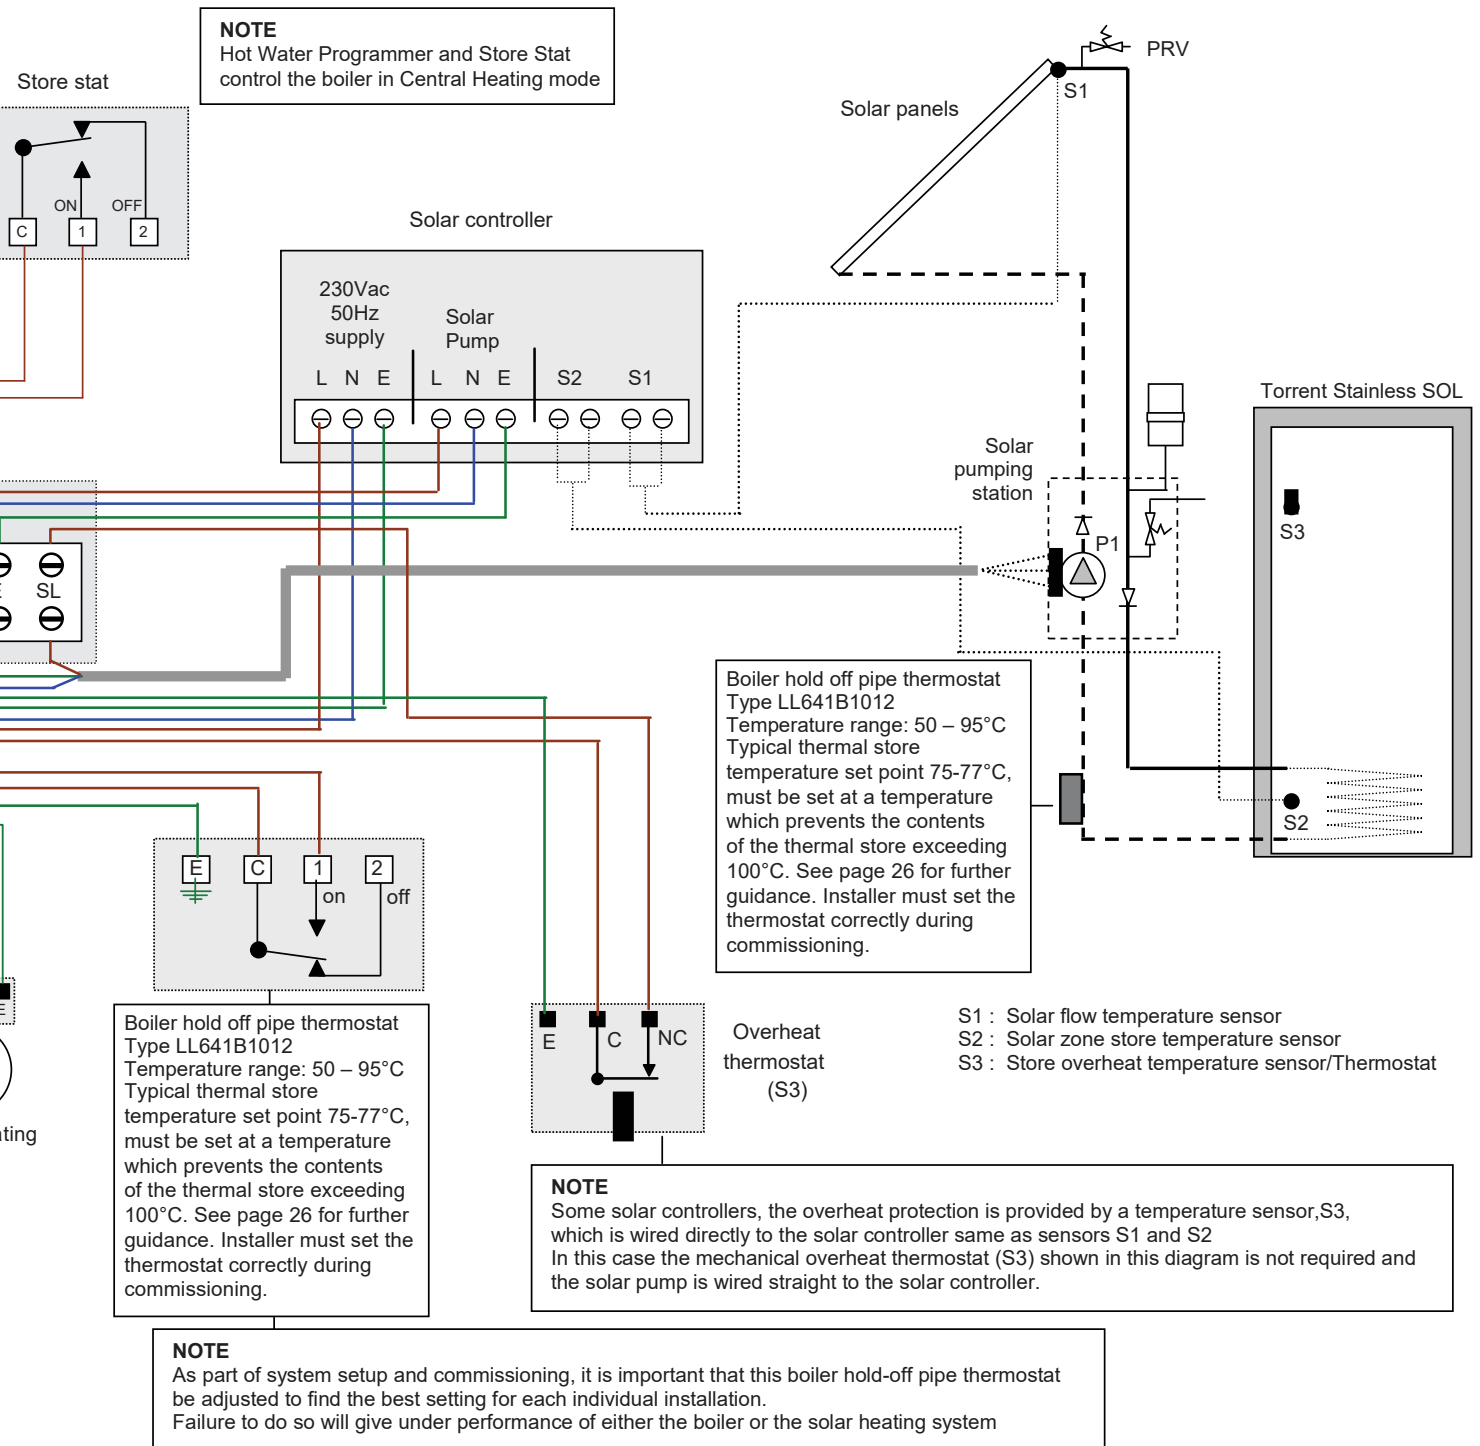 NOTE
Hot Water Programmer and Store Stat
control the boiler in Central Heating mode
PRV
S1
Solar panels
Store stat
ON
OFF
C
1
2
Solar controller
230Vac
50Hz
supply
Solar
Pump
L N E
L N E
S2
S1
Torrent Stainless SOL
S3
S2
Solar
pumping
station
P1
E
SL
Boiler hold off pipe thermostat
Type LL641B1012
Temperature range: 50 – 95°C
Typical thermal store
temperature set point 75-77°C,
must be set at a temperature
which prevents the contents
of the thermal store exceeding
100°C. See page 26 for further
guidance. Installer must set the
thermostat correctly during
commissioning.
E
C
1
2
on
off
E
ating
Boiler hold off pipe thermostat
Type LL641B1012
Temperature range: 50 – 95°C
Typical thermal store
temperature set point 75-77°C,
must be set at a temperature
which prevents the contents
of the thermal store exceeding
100°C. See page 26 for further
guidance. Installer must set the
thermostat correctly during
commissioning.
E
C
NC
Overheat
thermostat
(S3)
S1 : Solar flow temperature sensor
S2 : Solar zone store temperature sensor
S3 : Store overheat temperature sensor/Thermostat
NOTE
Some solar controllers, the overheat protection is provided by a temperature sensor,S3,
which is wired directly to the solar controller same as sensors S1 and S2
In this case the mechanical overheat thermostat (S3) shown in this diagram is not required and
the solar pump is wired straight to the solar controller.
NOTE
As part of system setup and commissioning, it is important that this boiler hold-off pipe thermostat
be adjusted to find the best setting for each individual installation.
Failure to do so will give under performance of either the boiler or the solar heating system